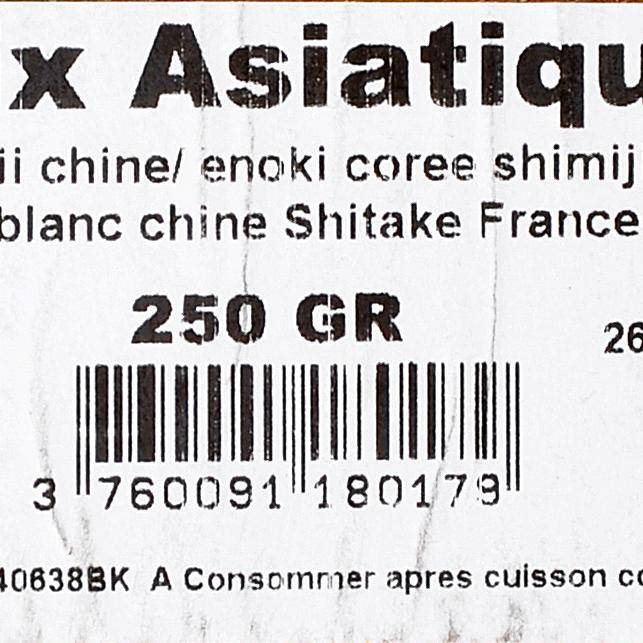 x Asiatiqu
ii chine/ enoki coree shimij
blanc chine Shitake France
250 GR
26
3 760091 180179
40638BK A Consommer apres cuisson co